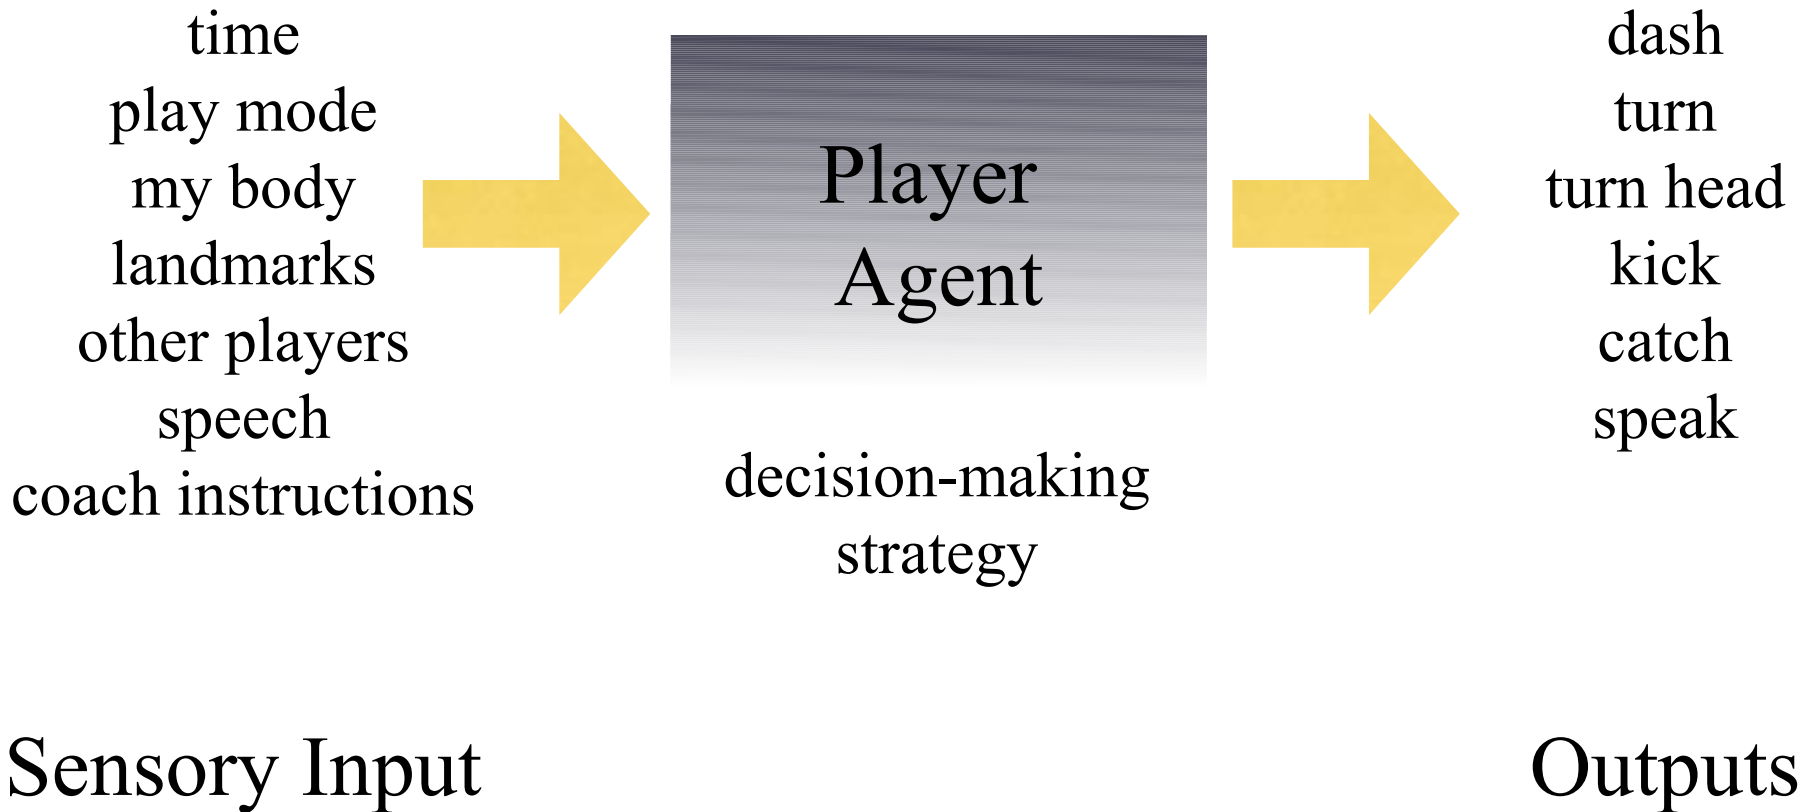 time
play mode
my body
landmarks
other players
speech
coach instructions
Player
Agent
decision-making
strategy
dash
turn
turn head
kick
catch
speak
Sensory Input
Outputs